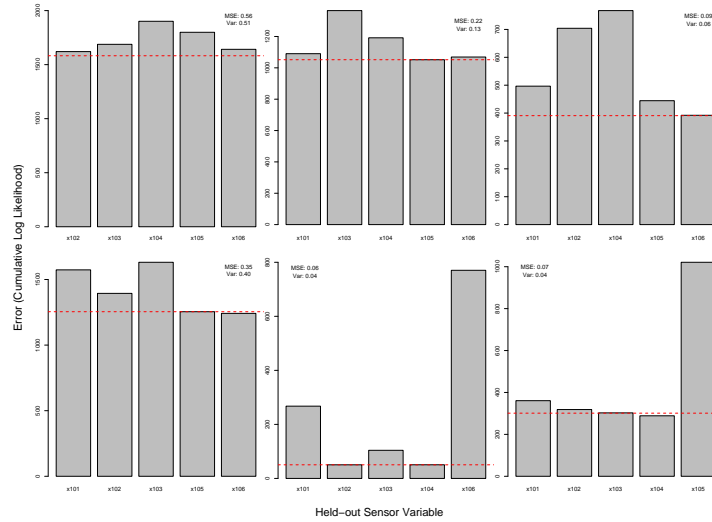 Error (Cumulative Log Likelihood)
MSE: 0.56
Var: 0.51
0
500
1000
1500
2000
x102
x103
x104
x105
x106
MSE: 0.22
Var: 0.13
0
200
400
600
800
1000
1200
x101
x103
x104
x105
x106
MSE: 0.09
Var: 0.06
0
100
200
300
400
500
600
700
x101
x102
x104
x105
x106
MSE: 0.35
Var: 0.40
0
500
1000
1500
x101
x102
x103
x105
x106
MSE: 0.06
Var: 0.04
0
200
400
600
800
x101
x102
x103
x104
x106
MSE: 0.07
Var: 0.04
0
200
400
600
800
1000
x101
x102
x103
x104
x105
Held−out Sensor Variable